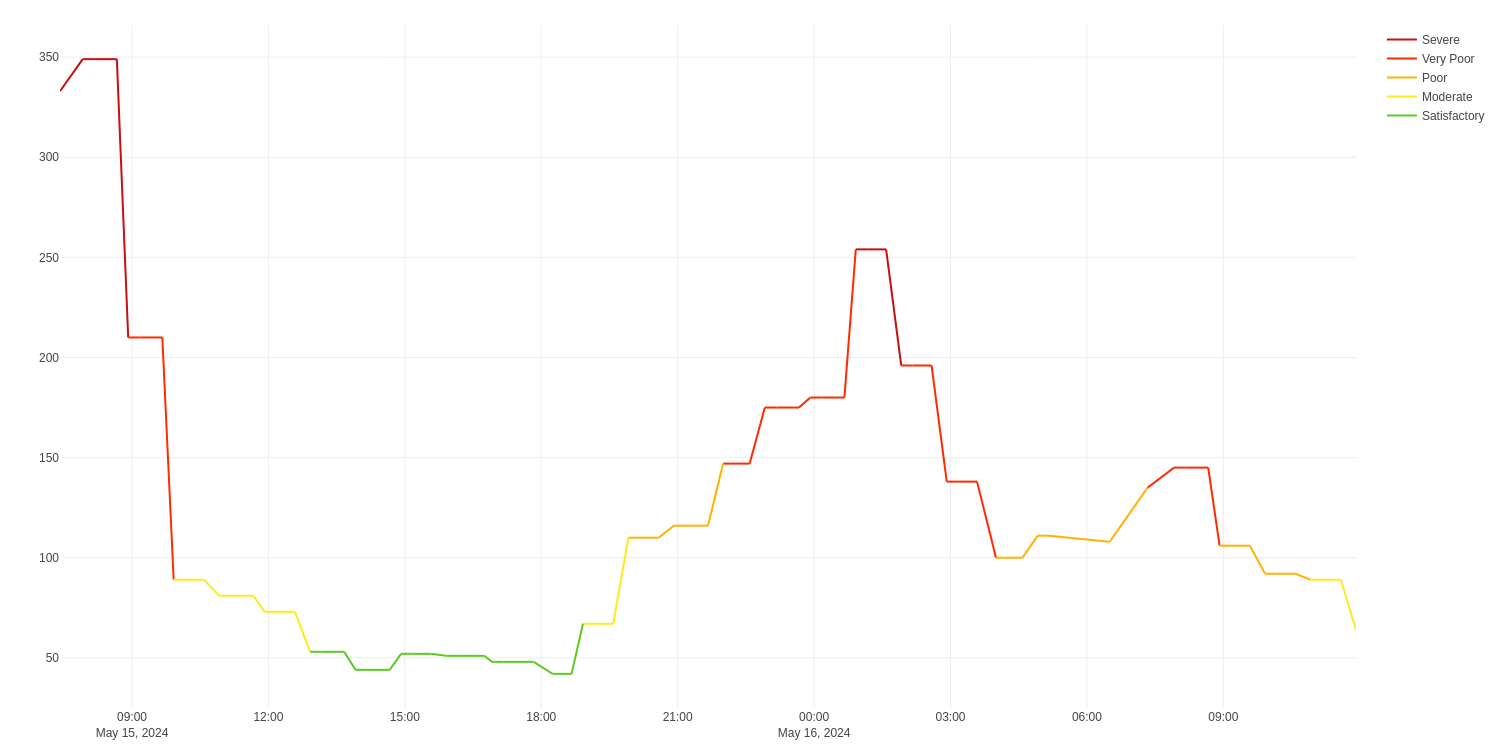 350
300
250
200
150
100
50
09:00 12:00 15:00 18:00 21:00 00:00 03:00 06:00 09:00
May 15, 2024 May 16, 2024
Severe
Very Poor
Poor
Moderate
Satisfactory